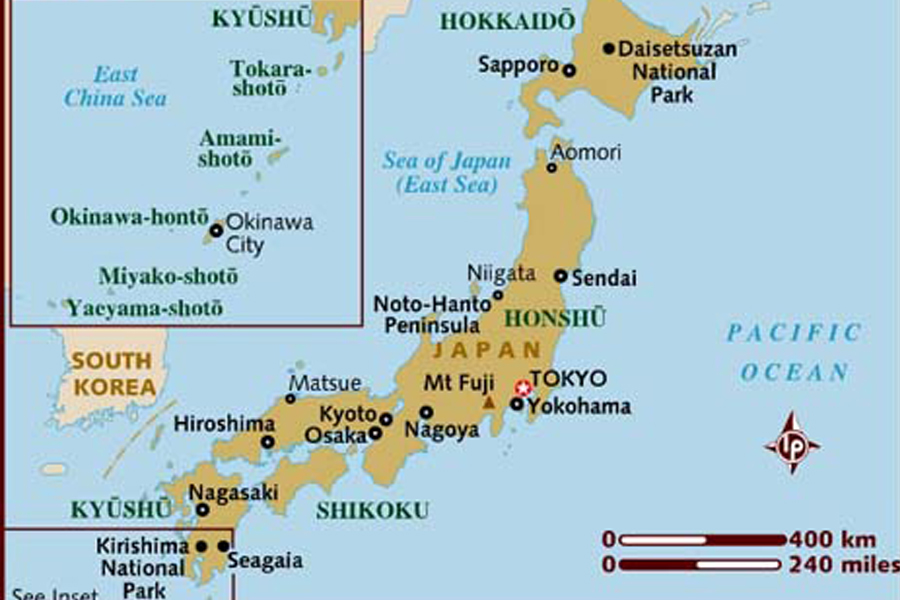 KYŪSHŪ
East
China Sea
Tokara-
shotō
Amami-
shotō
Okinawa-hontō
Okinawa
City
Miyako-shotō
Yaeyama-shotō
HOKKAIDŌ
Sapporo
Daisetsuzan
National
Park
Sea of Japan
(East Sea)
Aomori
Niigata
Sendai
Noto-Hanto
Peninsula
HONSHŪ
JAPAN
PACIFIC
OCEAN
SOUTH
KOREA
Matsue
Mt Fuji
TOKYO
Yokohama
Hiroshima
Kyoto
Osaka
Nagoya
KYŪSHŪ
Nagasaki
SHIKOKU
Kirishima
National
Park
Seagaia
See Inset
LP
0 400 km
0 240 miles